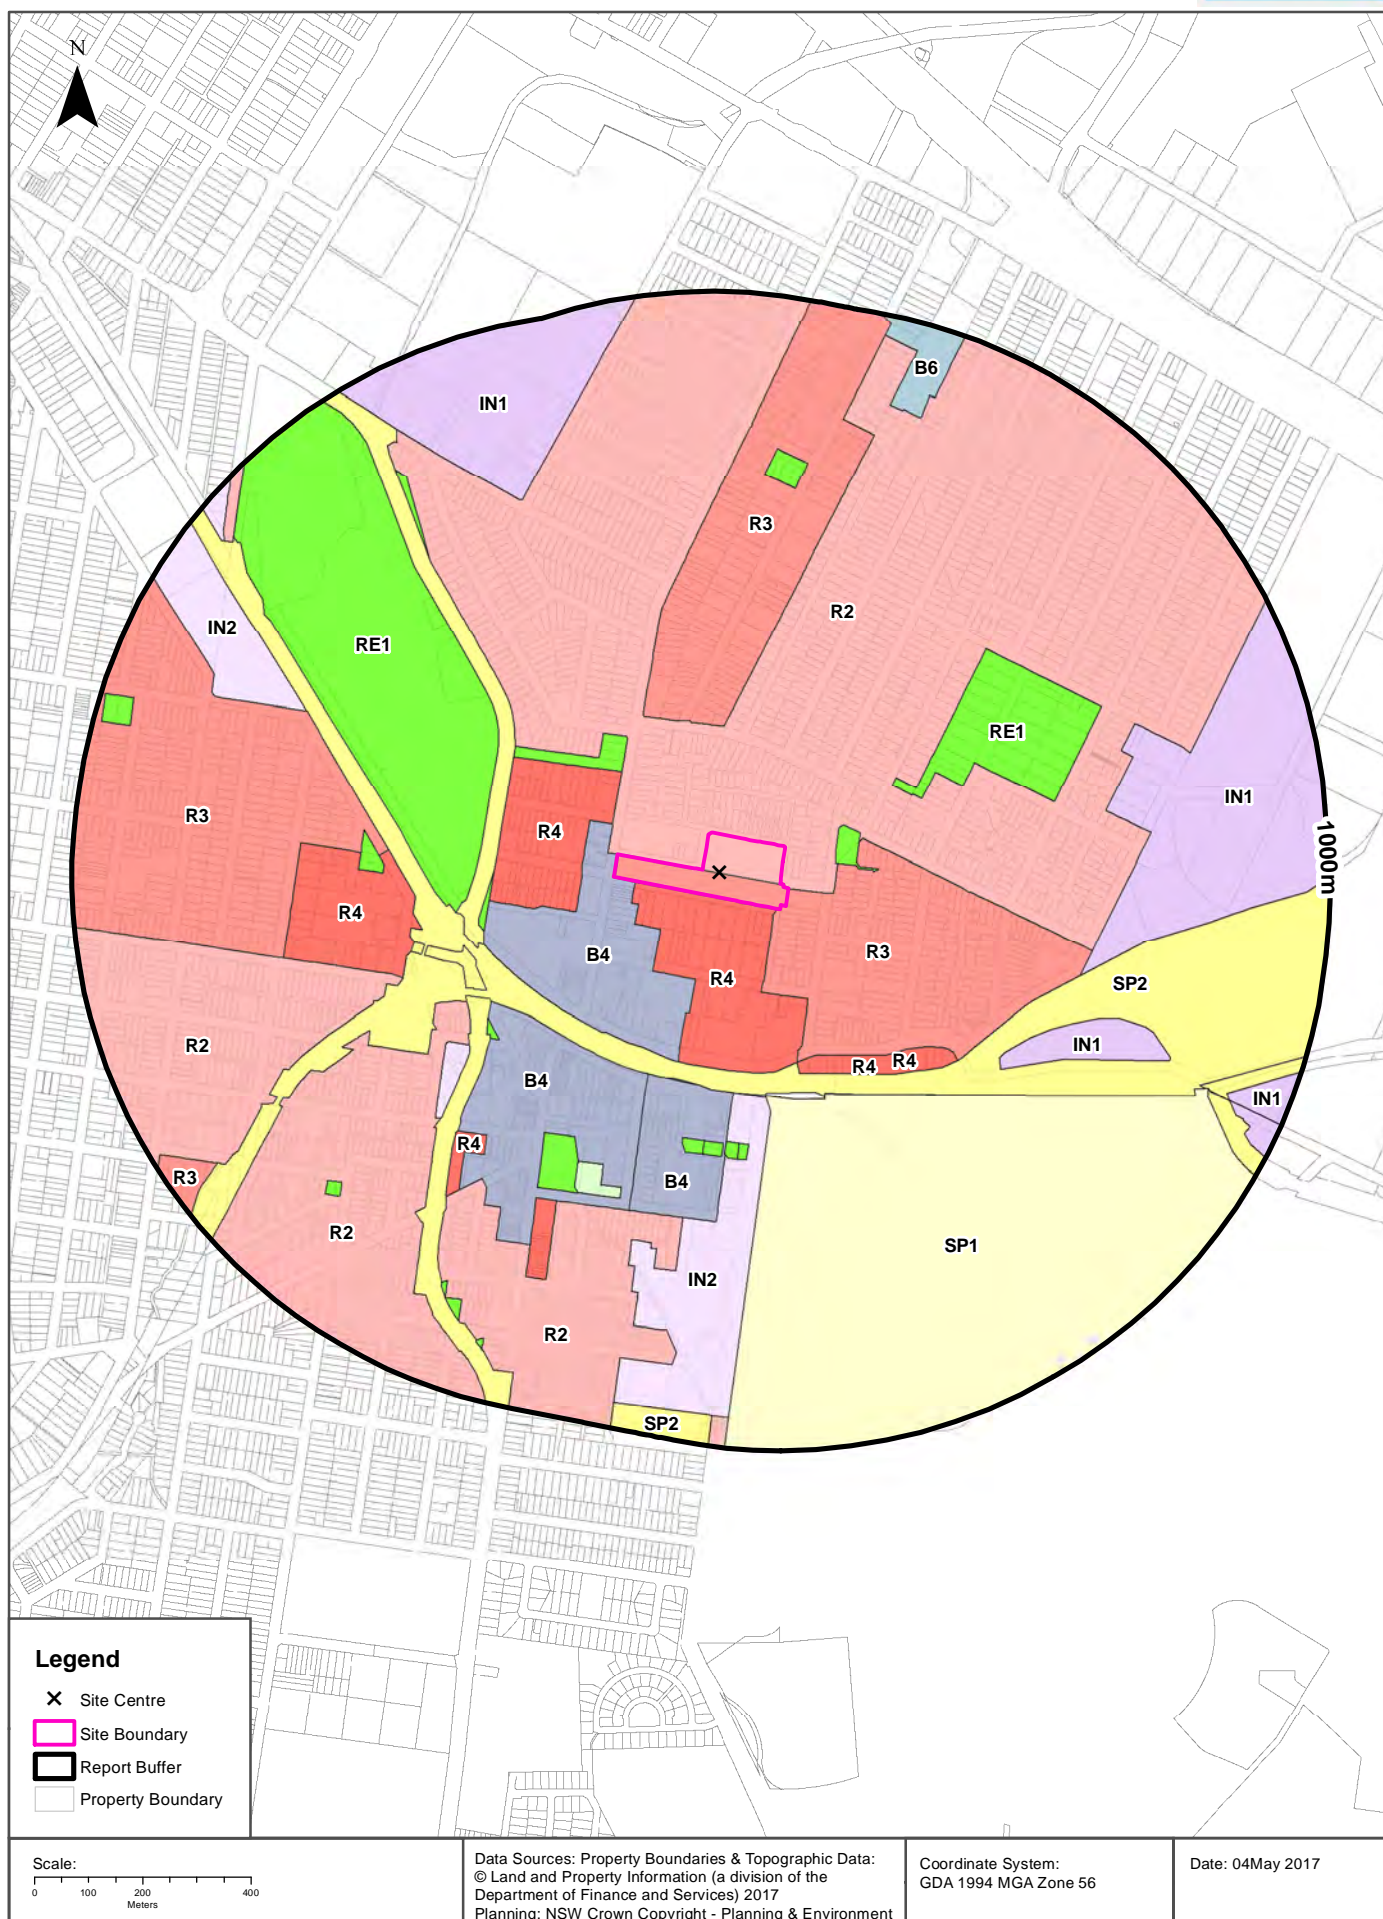 N
B6
IN1
R3
R2
IN2
RE1
RE1
IN1
R3
R4
1000m
R4
R3
B4
R4
SP2
R2
IN1
R4
R4
B4
IN1
R4
R3
B4
R2
SP1
IN2
R2
SP2
Legend
Site Centre
Site Boundary
Report Buffer
Property Boundary
Scale:
0 100 200 400
Meters
Data Sources: Property Boundaries & Topographic Data:
© Land and Property Information (a division of the
Department of Finance and Services) 2017
Planning: NSW Crown Copyright - Planning & Environment
Coordinate System:
GDA 1994 MGA Zone 56
Date: 04May 2017